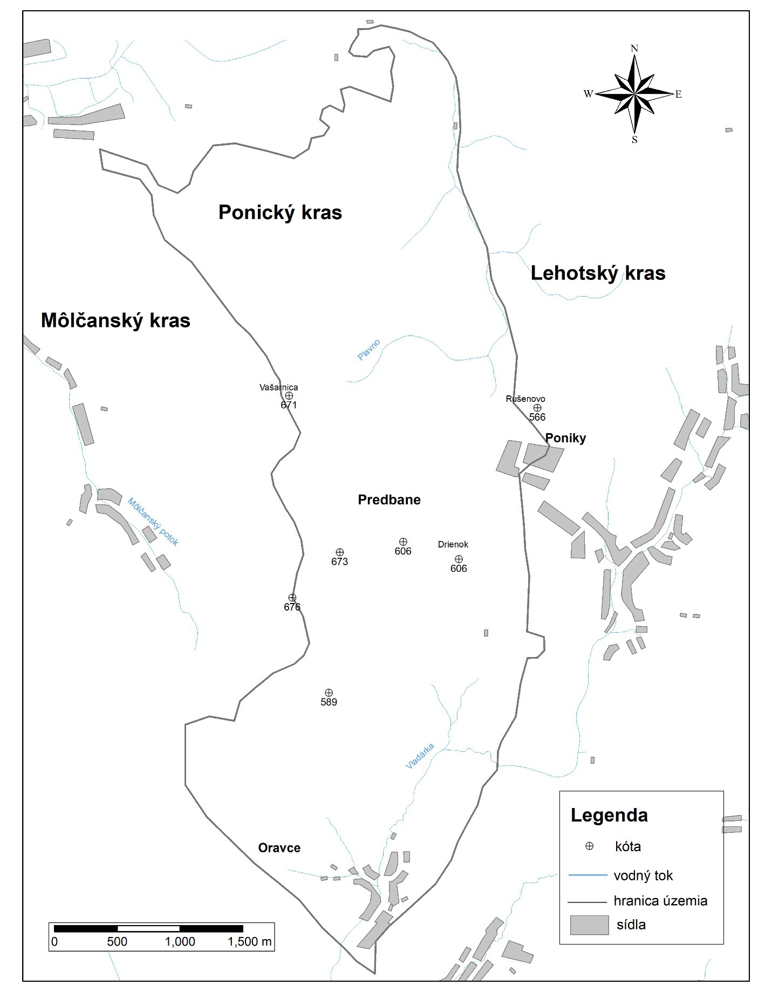 N
W E
S
Ponický kras
Lehotský kras
Môlčanský kras
Plavno
Vašarnica
671
Rušenovo
566
Poniky
Predbane
Môlčanský potok
Drienok
606
673
606
676
589
Vladárka
Oravce
Legenda
kóta
vodný tok
hranica územia
sídla
0 500 1,000 1,500 m